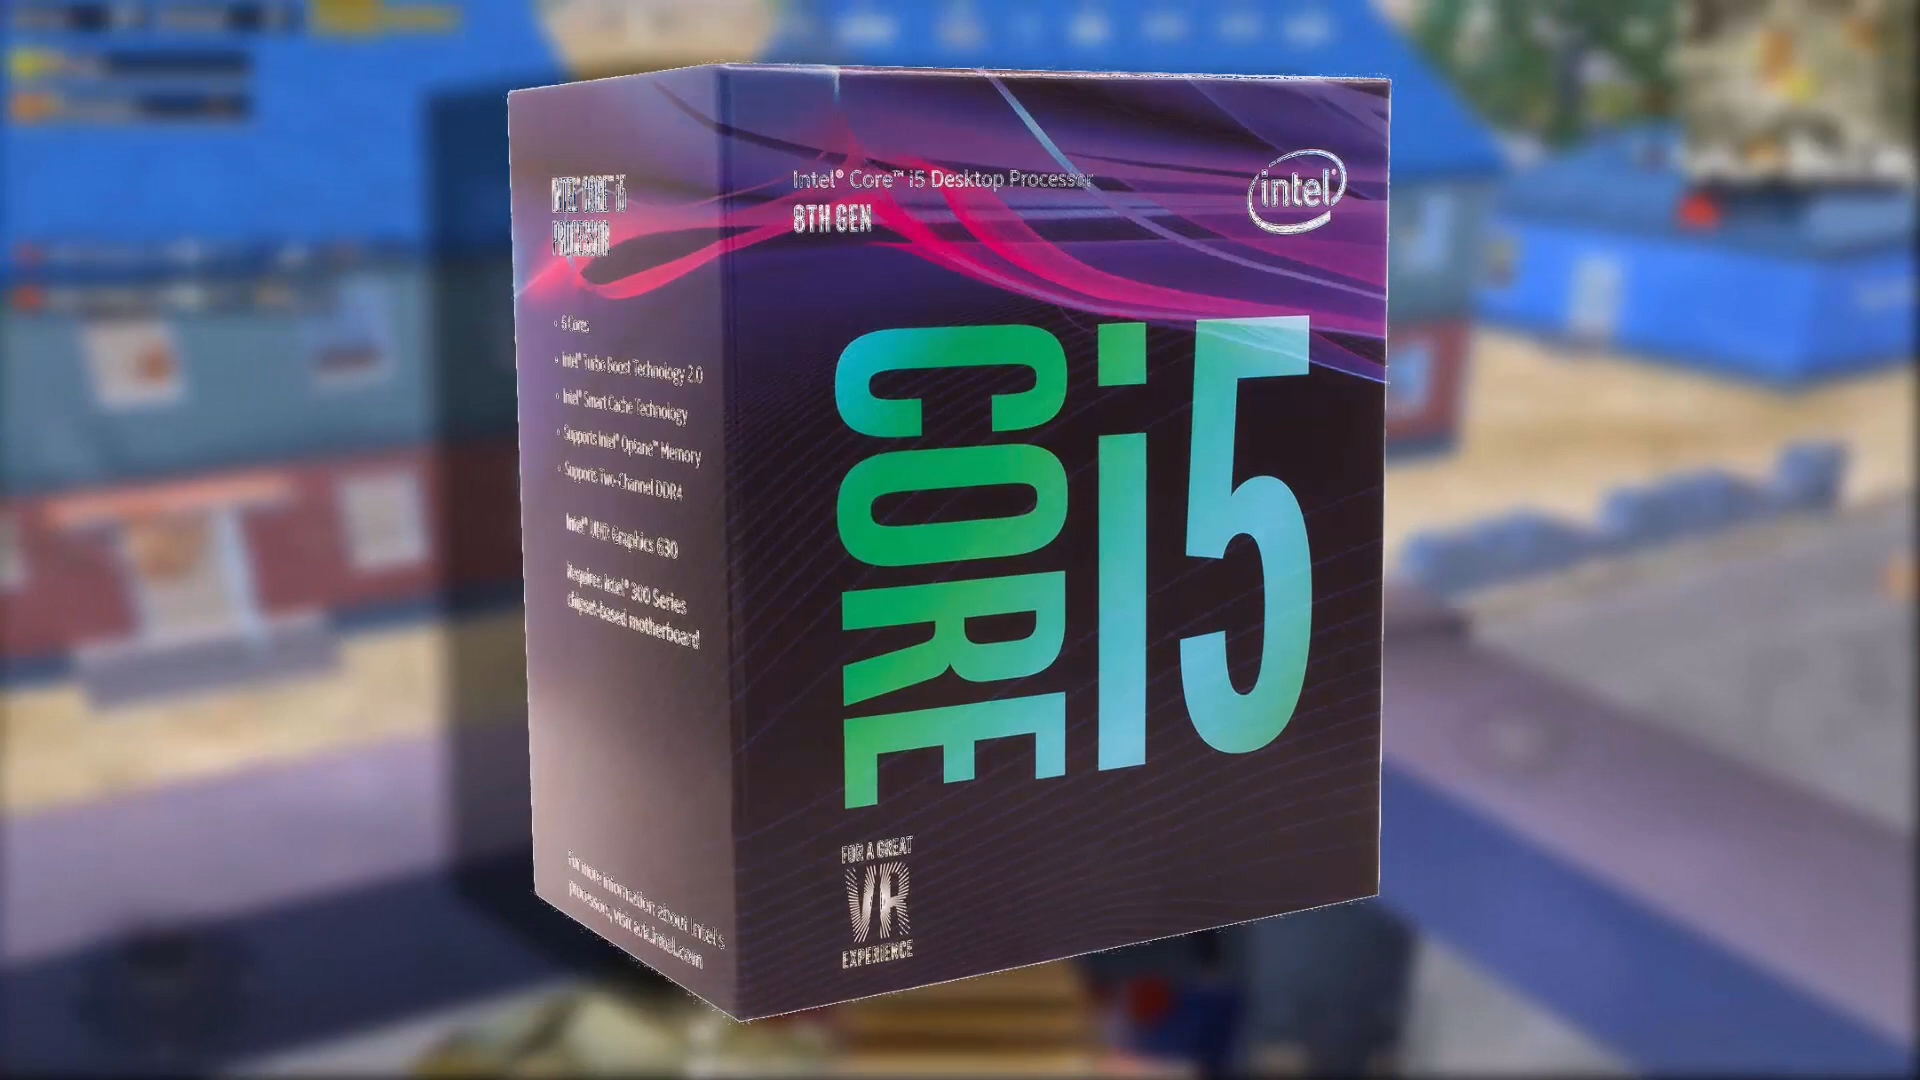 INTEL® CORE™ i5
PROCESSOR
• 6 Cores
• Intel® Turbo Boost Technology 2.0
• Intel® Smart Cache Technology
• Supports Intel® Optane™ Memory
• Supports Two-Channel DDR4
Intel® UHD Graphics 630
Requires Intel® 300 Series
chipset-based motherboard
For more information about Intel's
processors, visit ark.intel.com
Intel® Core™ i5 Desktop Processor
8TH GEN
intel®
CORE i5
FOR A GREAT
VR
EXPERIENCE